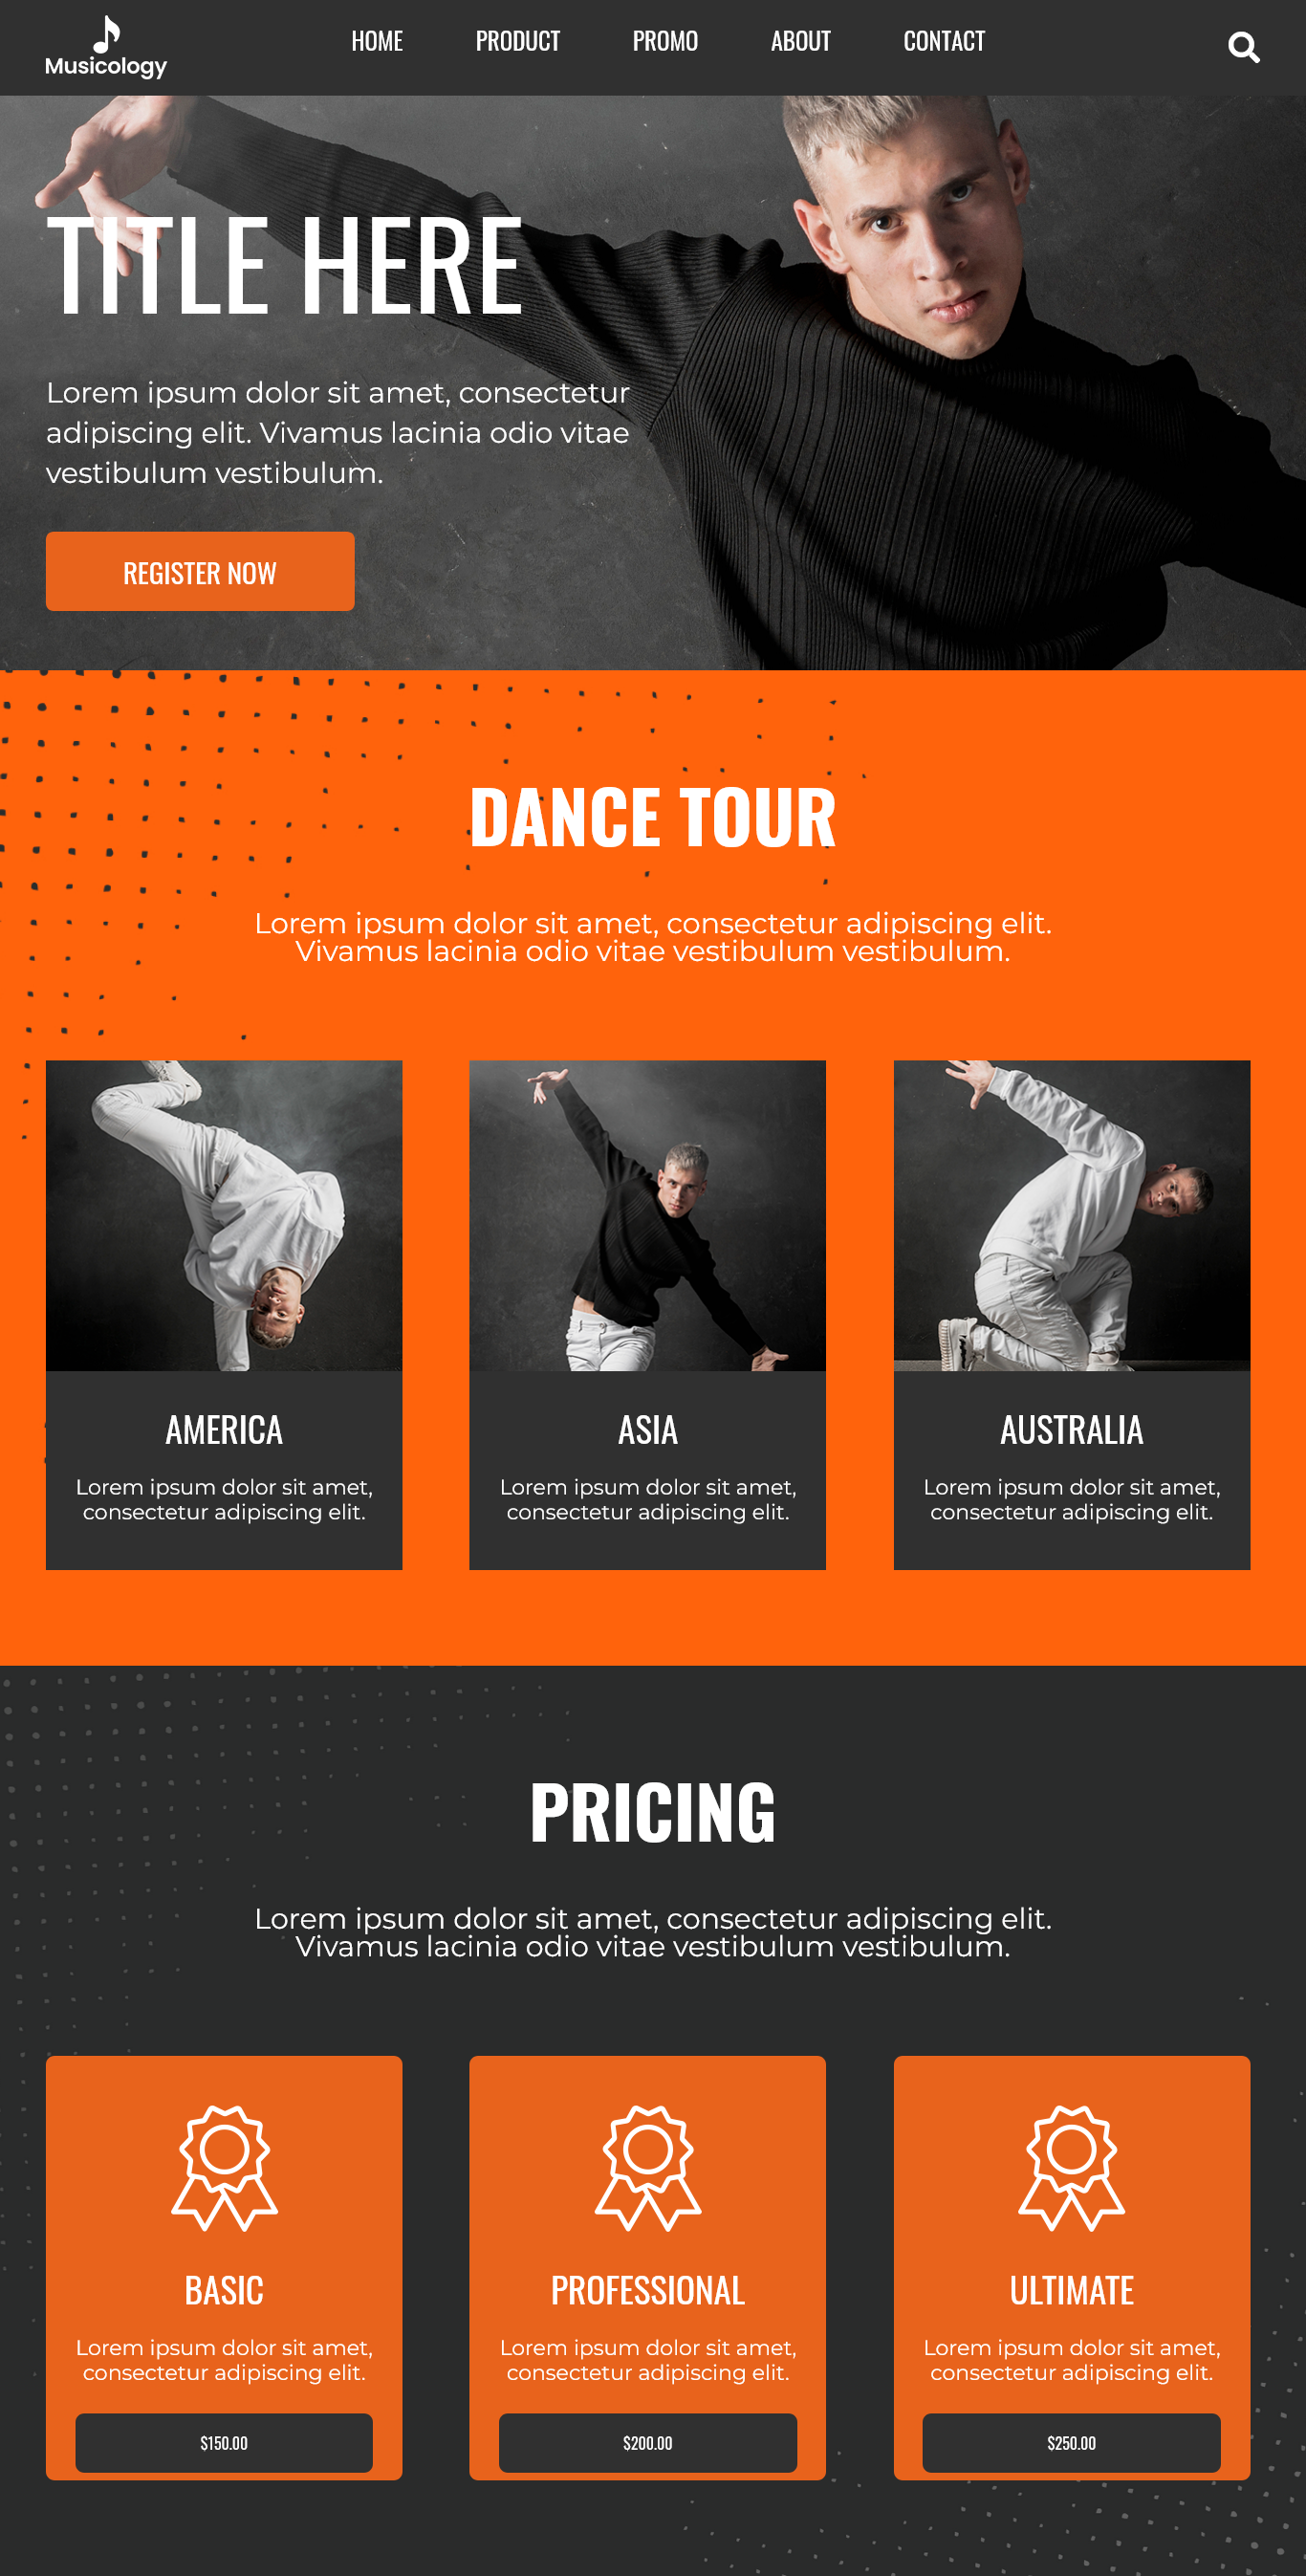 Musicology
HOME PRODUCT PROMO ABOUT CONTACT
TITLE HERE
Lorem ipsum dolor sit amet, consectetur
adipiscing elit. Vivamus lacinia odio vitae
vestibulum vestibulum.
REGISTER NOW
DANCE TOUR
Lorem ipsum dolor sit amet, consectetur adipiscing elit.
Vivamus lacinia odio vitae vestibulum vestibulum.
AMERICA
Lorem ipsum dolor sit amet,
consectetur adipiscing elit.
ASIA
Lorem ipsum dolor sit amet,
consectetur adipiscing elit.
AUSTRALIA
Lorem ipsum dolor sit amet,
consectetur adipiscing elit.
PRICING
Lorem ipsum dolor sit amet, consectetur adipiscing elit.
Vivamus lacinia odio vitae vestibulum vestibulum.
BASIC
Lorem ipsum dolor sit amet,
consectetur adipiscing elit.
$150.00
PROFESSIONAL
Lorem ipsum dolor sit amet,
consectetur adipiscing elit.
$200.00
ULTIMATE
Lorem ipsum dolor sit amet,
consectetur adipiscing elit.
$250.00